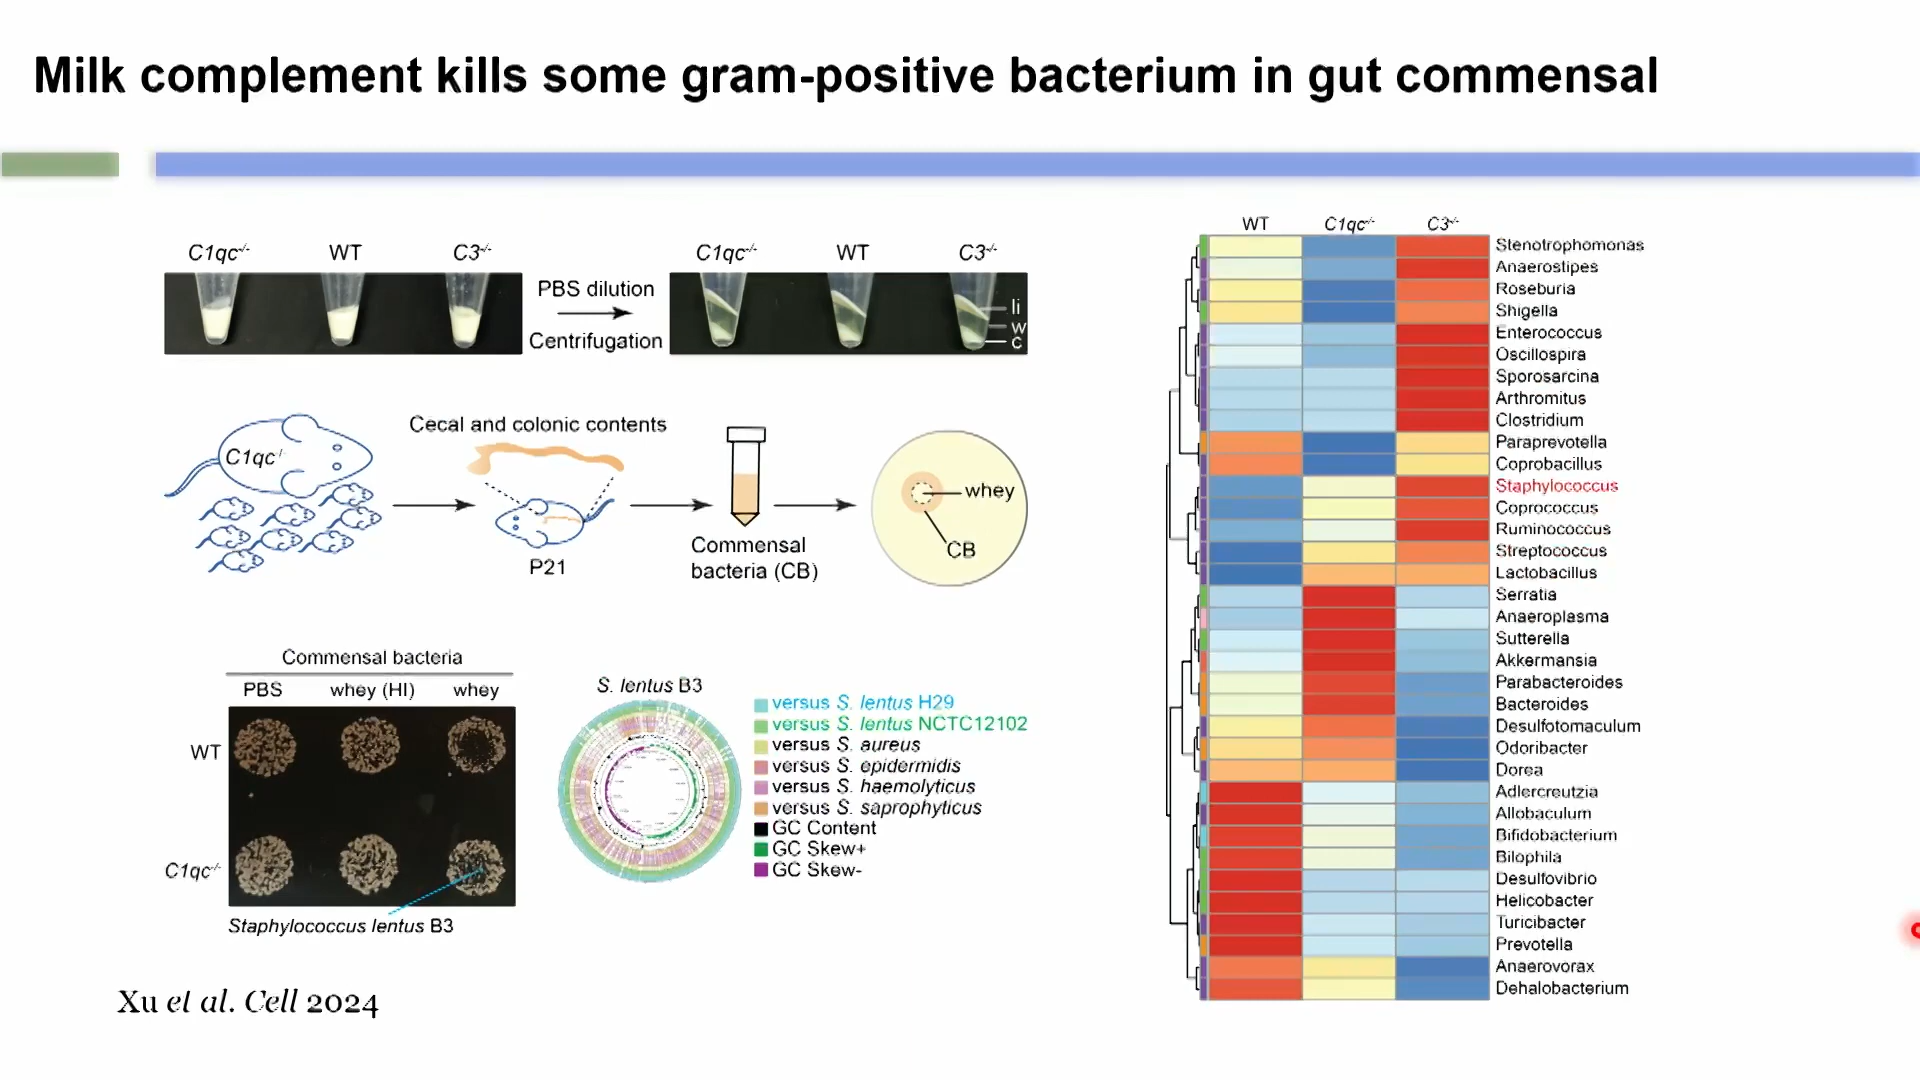 Milk complement kills some gram-positive bacterium in gut commensal
C1qc-/- WT C3-/-
PBS dilution
Centrifugation
C1qc-/- WT C3-/-
li
w
c
C1qc-/-
Cecal and colonic contents
P21
Commensal
bacteria (CB)
whey
CB
Commensal bacteria
PBS whey (HI) whey
WT
C1qc-/-
Staphylococcus lentus B3
S. lentus B3
versus S. lentus H29
versus S. lentus NCTC12102
versus S. aureus
versus S. epidermidis
versus S. haemolyticus
versus S. saprophyticus
GC Content
GC Skew+
GC Skew-
Xu et al. Cell 2024
WT C1qc-/- C3-/-
Stenotrophomonas
Anaerostipes
Roseburia
Shigella
Enterococcus
Oscillospira
Sporosarcina
Arthromitus
Clostridium
Paraprevotella
Coprobacillus
Staphylococcus
Coprococcus
Ruminococcus
Streptococcus
Lactobacillus
Serratia
Anaeroplasma
Sutterella
Akkermansia
Parabacteroides
Bacteroides
Desulfotomaculum
Odoribacter
Dorea
Adlercreutzia
Allobaculum
Bifidobacterium
Bilophila
Desulfovibrio
Helicobacter
Turicibacter
Prevotella
Anaerovorax
Dehalobacterium